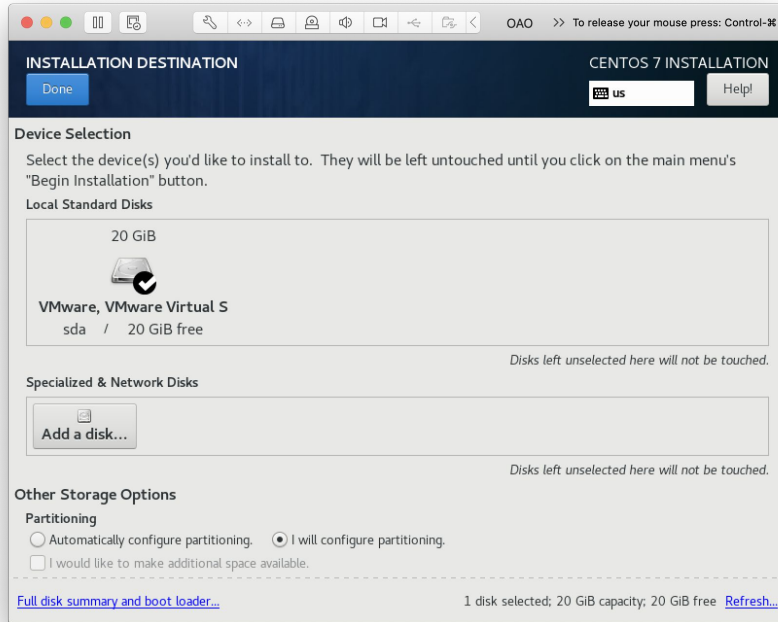 OAO >> To release your mouse press: Control-⌘
INSTALLATION DESTINATION
CENTOS 7 INSTALLATION
Done
us
Help!
Device Selection
Select the device(s) you'd like to install to.  They will be left untouched until you click on the main menu's
"Begin Installation" button.
Local Standard Disks
20 GiB
VMware, VMware Virtual S
sda / 20 GiB free
Disks left unselected here will not be touched.
Specialized & Network Disks
Add a disk...
Disks left unselected here will not be touched.
Other Storage Options
Partitioning
Automatically configure partitioning. I will configure partitioning.
I would like to make additional space available.
Full disk summary and boot loader... 1 disk selected; 20 GiB capacity; 20 GiB free Refresh...